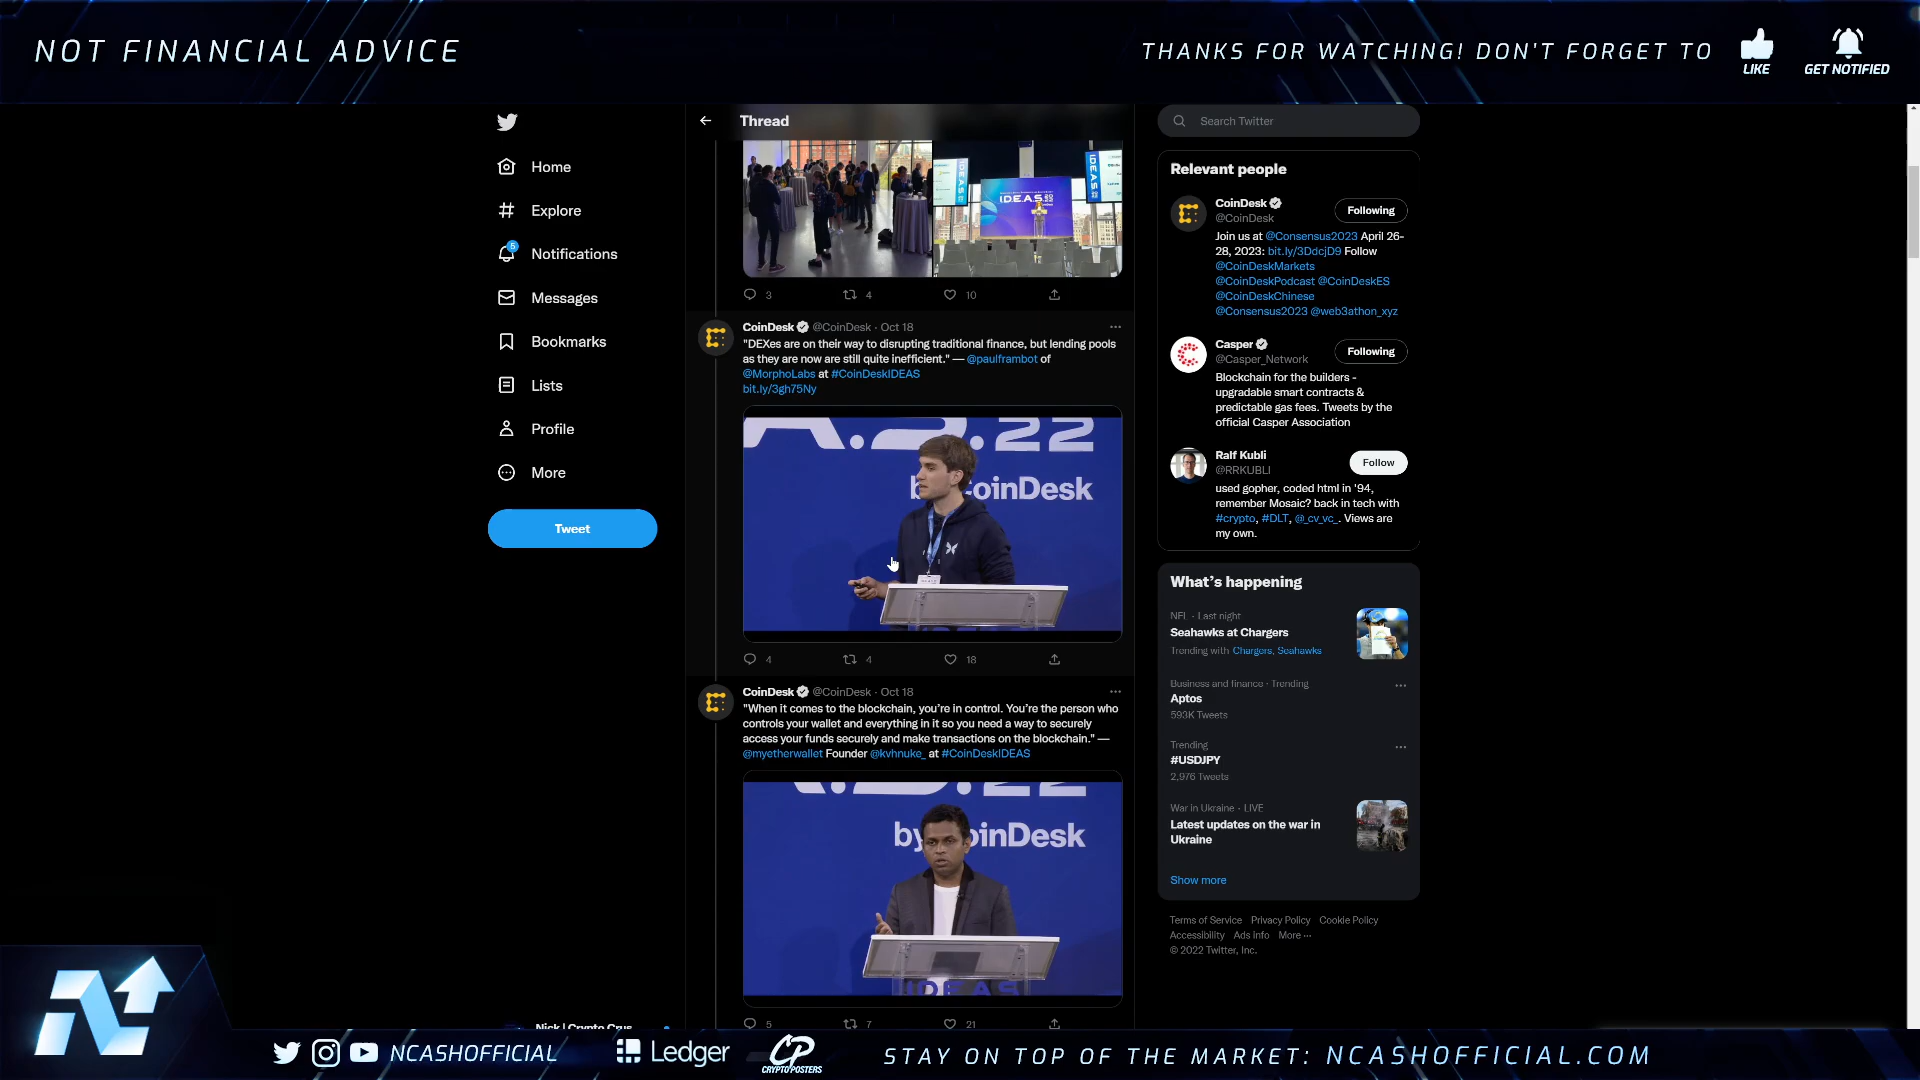 NOT FINANCIAL ADVICE
THANKS FOR WATCHING! DON'T FORGET TO
LIKE
GET NOTIFIED
Home
Explore
5
Notifications
Messages
Bookmarks
Lists
Profile
More
Tweet
Thread
I.D.E.A.S
3 4 10
CoinDesk @CoinDesk · Oct 18
"DEXes are on their way to disrupting traditional finance, but lending pools
as they are now are still quite inefficient." — @paulframbot of
@MorphoLabs at #CoinDeskIDEAS
bit.ly/3gh75Ny
.22
CoinDesk
4 4 18
CoinDesk @CoinDesk · Oct 18
"When it comes to the blockchain, you're in control. You're the person who
controls your wallet and everything in it so you need a way to securely
access your funds securely and make transactions on the blockchain." —
@myetherwallet Founder @kvhnuke_ at #CoinDeskIDEAS
IDEAS
5 7 21
Search Twitter
Relevant people
CoinDesk
@CoinDesk
Following
Join us at @Consensus2023 April 26-
28, 2023: bit.ly/3DdcjD9 Follow
@CoinDeskMarkets
@CoinDeskPodcast @CoinDeskES
@CoinDeskChinese
@Consensus2023 @web3athon_xyz
Casper
@Casper_Network
Following
Blockchain for the builders -
upgradable smart contracts &
predictable gas fees. Tweets by the
official Casper Association
Ralf Kubli
@RRKUBLI
Follow
used gopher, coded html in '94,
remember Mosaic? back in tech with
#crypto, #DLT, @_cv_vc_. Views are
my own.
What's happening
NFL · Last night
Seahawks at Chargers
Trending with Chargers, Seahawks
Business and finance · Trending
Aptos
593K Tweets
Trending
#USDJPY
2,976 Tweets
War in Ukraine · LIVE
Latest updates on the war in
Ukraine
Show more
Terms of Service Privacy Policy Cookie Policy
Accessibility Ads info More ···
© 2022 Twitter, Inc.
Nick | Crypto Crus
NCASHOFFICIAL
Ledger
CP
CRYPTOPOSTERS
STAY ON TOP OF THE MARKET: NCASHOFFICIAL.COM